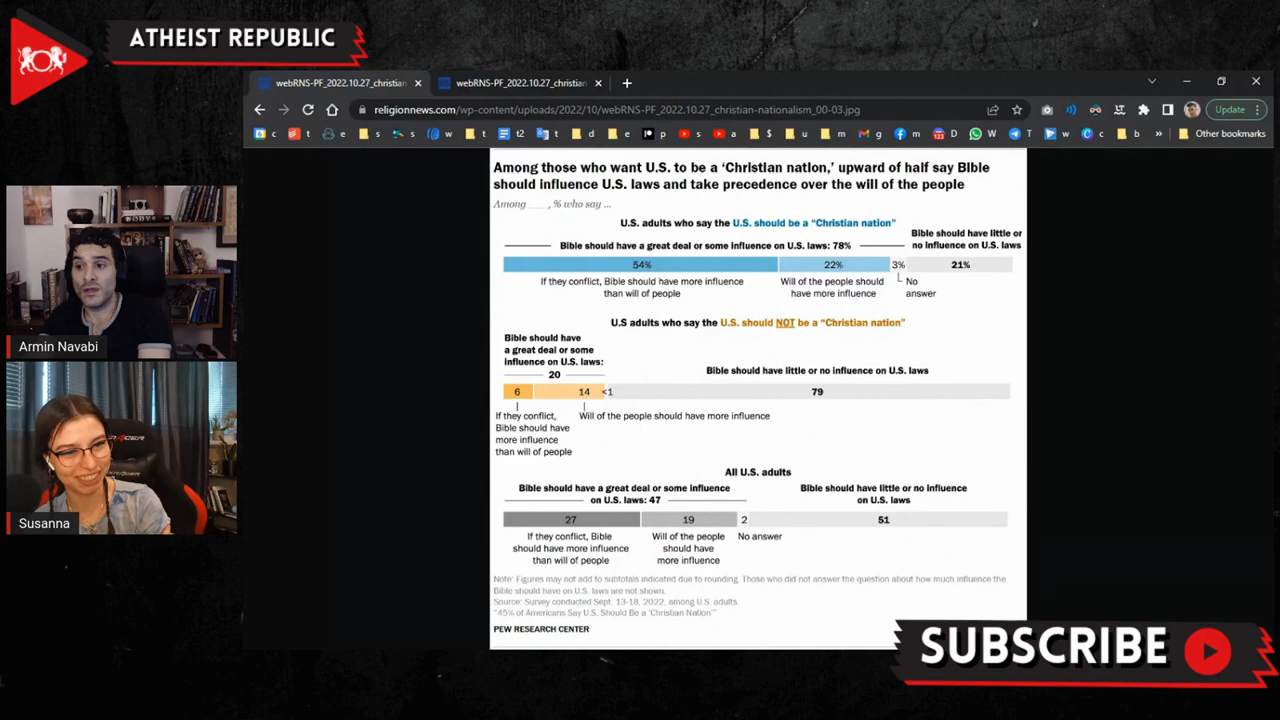 ATHEIST REPUBLIC
webRNS-PF_2022.10.27_christian
webRNS-PF_2022.10.27_christian
religionnews.com/wp-content/uploads/2022/10/webRNS-PF_2022.10.27_christian-nationalism_00-03.jpg
Update
Other bookmarks
Among those who want U.S. to be a ‘Christian nation,’ upward of half say Bible
should influence U.S. laws and take precedence over the will of the people
Among ____, % who say ...
U.S. adults who say the U.S. should be a “Christian nation”
Bible should have a great deal or some influence on U.S. laws: 78%
Bible should have little or
no influence on U.S. laws
54%
22%
3%
21%
If they conflict, Bible should have more influence
than will of people
Will of the people should
have more influence
No
answer
U.S adults who say the U.S. should NOT be a “Christian nation”
Bible should have
a great deal or some
influence on U.S. laws:
20
Bible should have little or no influence on U.S. laws
6
14
<1
79
If they conflict,
Bible should have
more influence
than will of people
Will of the people should have more influence
All U.S. adults
Bible should have a great deal or some influence
on U.S. laws: 47
Bible should have little or no influence
on U.S. laws
27
19
2
51
If they conflict, Bible
should have more influence
than will of people
Will of the people
should have
more influence
No answer
Note: Figures may not add to subtotals indicated due to rounding. Those who did not answer the question about how much influence the
Bible should have on U.S. laws are not shown.
Source: Survey conducted Sept. 13-18, 2022, among U.S. adults.
“45% of Americans Say U.S. Should Be a ‘Christian Nation’”
PEW RESEARCH CENTER
Armin Navabi
Susanna
SUBSCRIBE